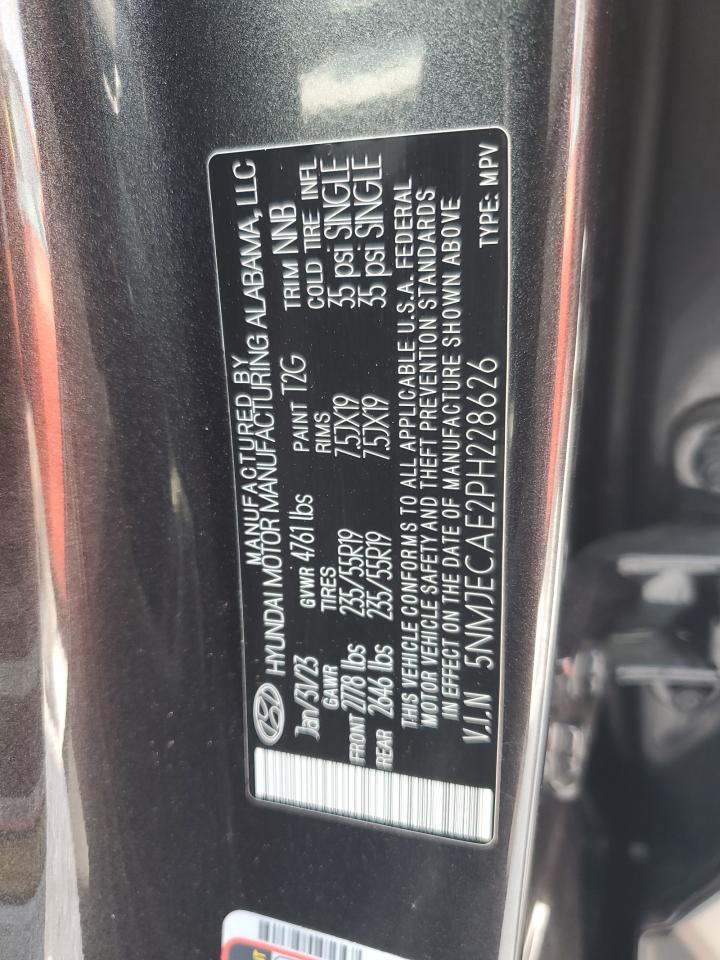 MANUFACTURED BY
HYUNDAI MOTOR MANUFACTURING ALABAMA, LLC
Jan/31/23 GVWR 4761 lbs PAINT T2G TRIM NNB
GAWR TIRES RIMS COLD TIRE INFL
FRONT 2778 lbs 235/55R19 7.5JX19 35 psi SINGLE
REAR 2646 lbs 235/55R19 7.5JX19 35 psi SINGLE
THIS VEHICLE CONFORMS TO ALL APPLICABLE U.S.A. FEDERAL
MOTOR VEHICLE SAFETY AND THEFT PREVENTION STANDARDS
IN EFFECT ON THE DATE OF MANUFACTURE SHOWN ABOVE
V.I.N 5NMJECAE2PH228626 TYPE: MPV